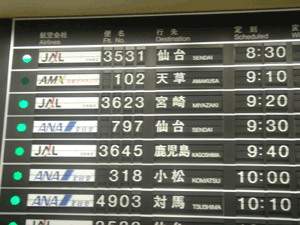 航空会社 便名 行先 定刻
Airlines Flt. No. Destination Scheduled
JAL 3531 仙台 SENDAI 8:30
AMX 102 天草 AMAKUSA 9:10
JAL 3623 宮崎 MIYAZAKI 9:20
ANA 797 仙台 SENDAI 9:30
JAL 3645 鹿児島 KAGOSHIMA 9:40
ANA 318 小松 KOMATSU 10:00
ANA 4903 対馬 TSUSHIMA 10:10